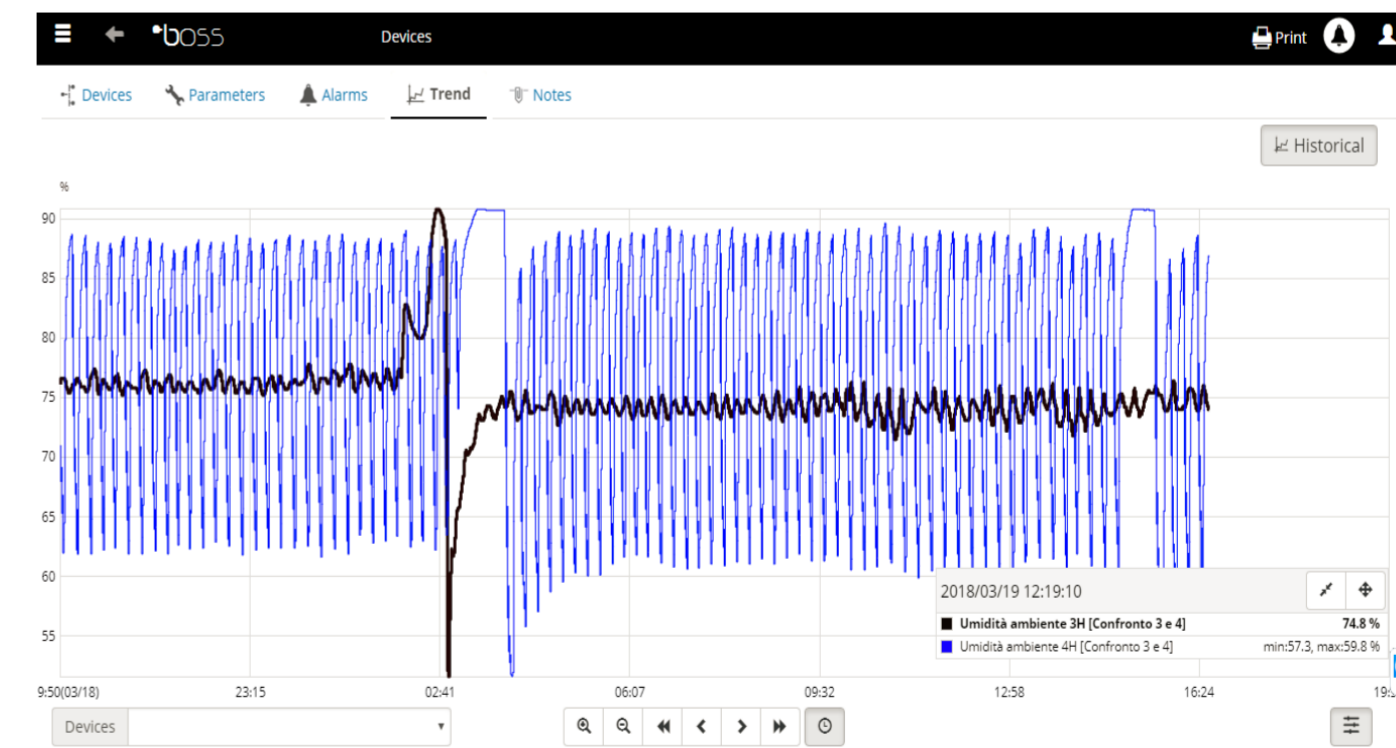 boss Devices Print
Devices Parameters Alarms Trend Notes
Historical
%
90
85
80
75
70
65
60
55
2018/03/19 12:19:10
Umidità ambiente 3H [Confronto 3 e 4] 74.8 %
Umidità ambiente 4H [Confronto 3 e 4] min:57.3, max:59.8 %
9:50(03/18) 23:15 02:41 06:07 09:32 12:58 16:24
Devices